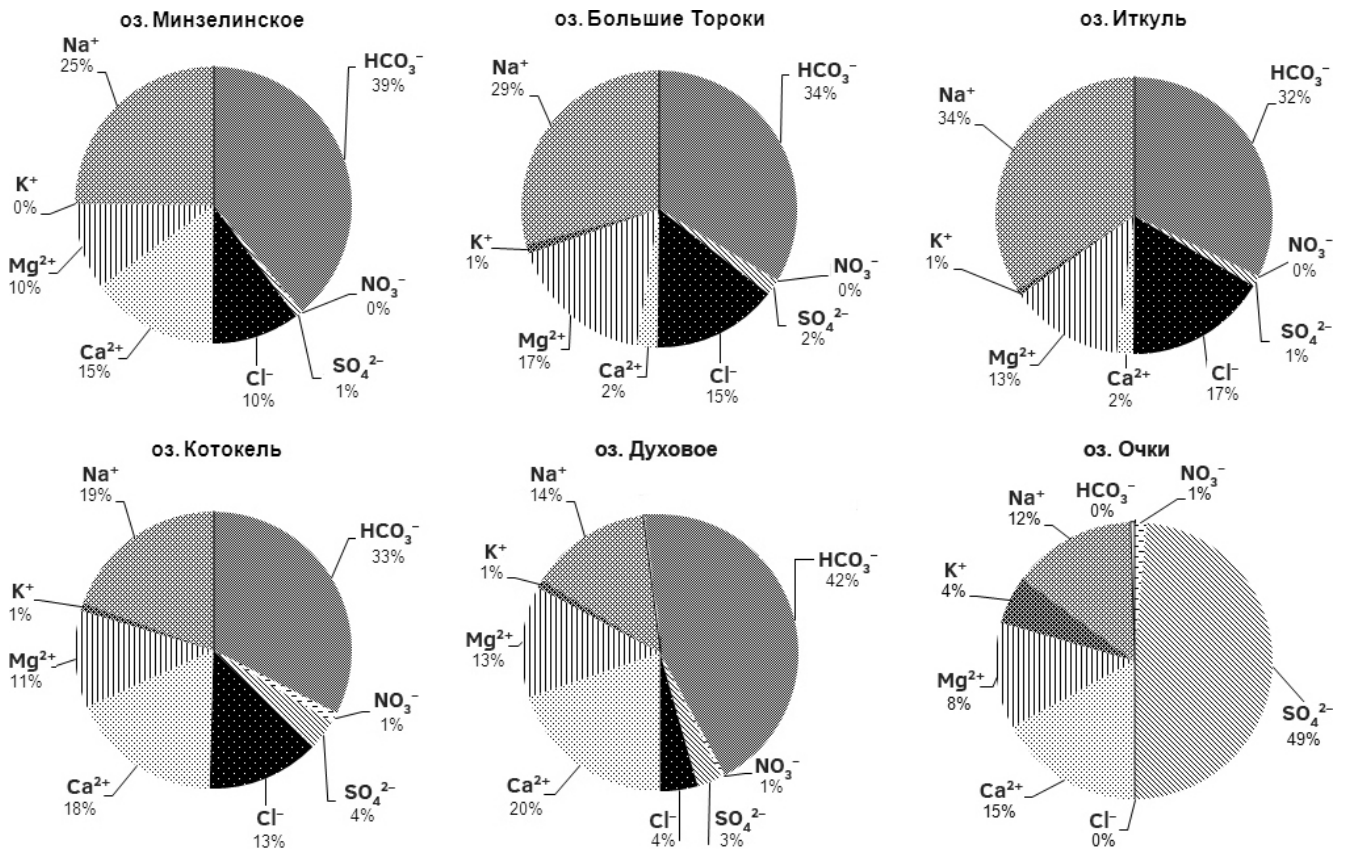 оз. Минзелинское
Na⁺
25%
HCO₃⁻
39%
K⁺
0%
Mg²⁺
10%
NO₃⁻
0%
Ca²⁺
15%
Cl⁻
10%
SO₄²⁻
1%
оз. Большие Тороки
Na⁺
29%
HCO₃⁻
34%
K⁺
1%
NO₃⁻
0%
Mg²⁺
17%
SO₄²⁻
2%
Ca²⁺
2%
Cl⁻
15%
оз. Иткуль
Na⁺
34%
HCO₃⁻
32%
K⁺
1%
NO₃⁻
0%
Mg²⁺
13%
SO₄²⁻
1%
Ca²⁺
2%
Cl⁻
17%
оз. Котокель
Na⁺
19%
HCO₃⁻
33%
K⁺
1%
Mg²⁺
11%
NO₃⁻
1%
Ca²⁺
18%
SO₄²⁻
4%
Cl⁻
13%
оз. Духовое
Na⁺
14%
HCO₃⁻
42%
K⁺
1%
Mg²⁺
13%
NO₃⁻
1%
Ca²⁺
20%
Cl⁻
4%
SO₄²⁻
3%
оз. Очки
Na⁺
12%
HCO₃⁻
0%
NO₃⁻
1%
K⁺
4%
Mg²⁺
8%
SO₄²⁻
49%
Ca²⁺
15%
Cl⁻
0%